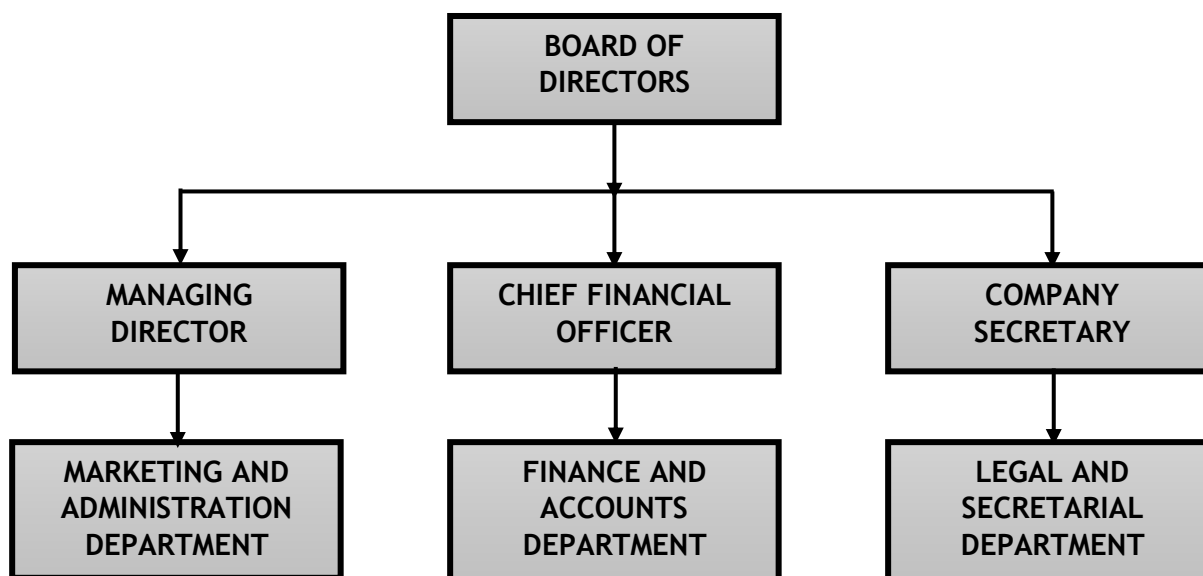 BOARD OF
DIRECTORS
MANAGING
DIRECTOR
CHIEF FINANCIAL
OFFICER
COMPANY
SECRETARY
MARKETING AND
ADMINISTRATION
DEPARTMENT
FINANCE AND
ACCOUNTS
DEPARTMENT
LEGAL AND
SECRETARIAL
DEPARTMENT